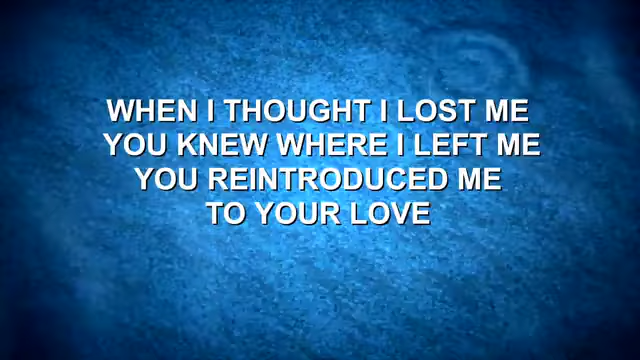 WHEN I THOUGHT I LOST ME
YOU KNEW WHERE I LEFT ME
YOU REINTRODUCED ME
TO YOUR LOVE